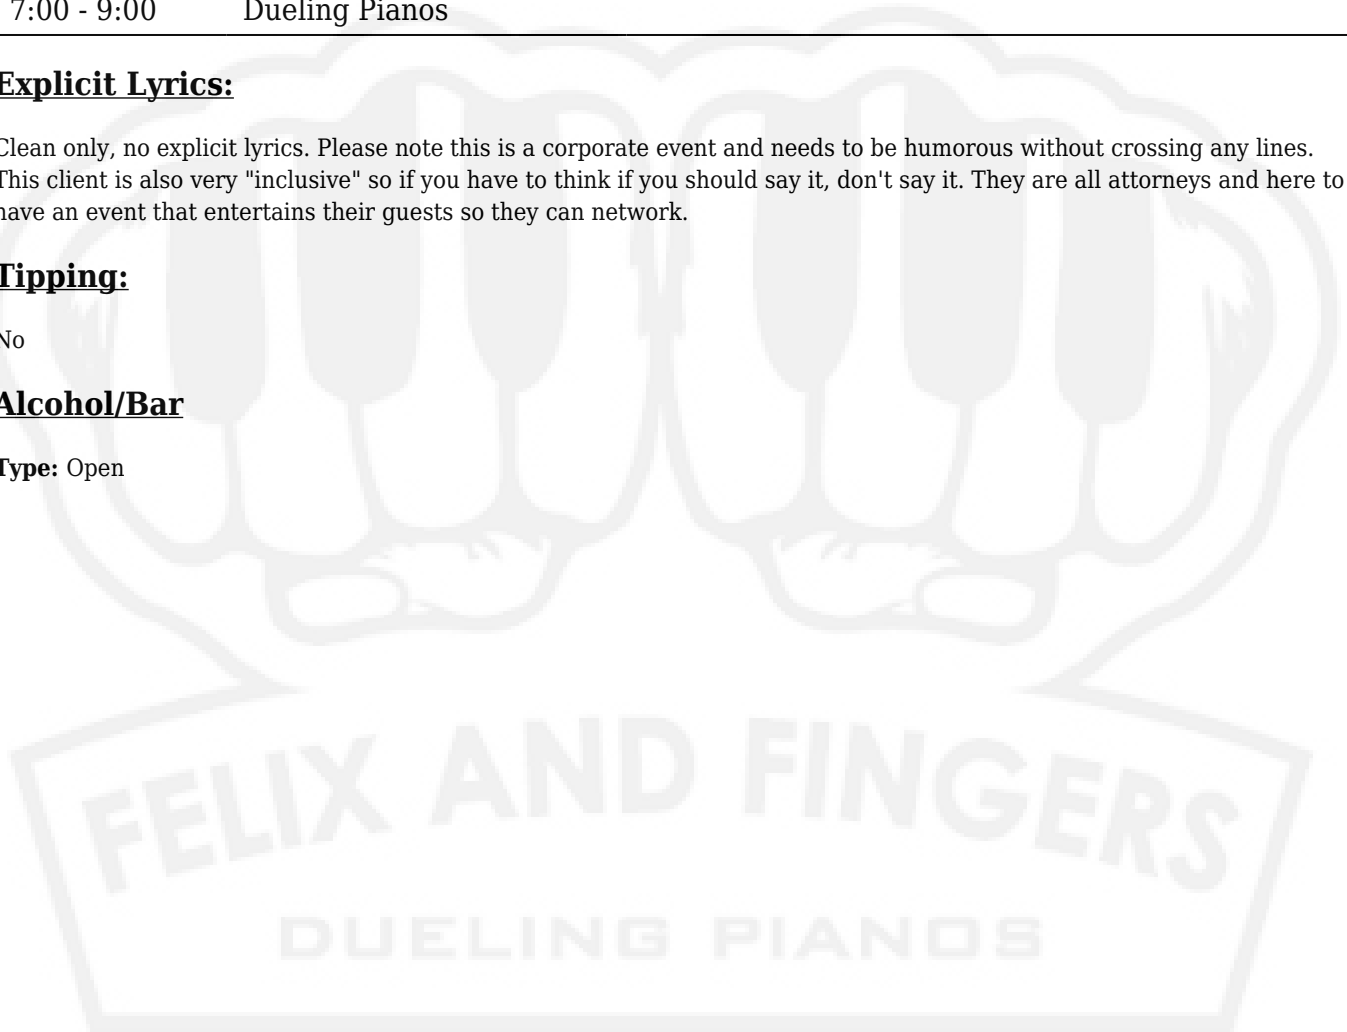 7:00 - 9:00 Dueling Pianos
Explicit Lyrics:
Clean only, no explicit lyrics. Please note this is a corporate event and needs to be humorous without crossing any lines.
This client is also very "inclusive" so if you have to think if you should say it, don't say it. They are all attorneys and here to
have an event that entertains their guests so they can network.
Tipping:
No
Alcohol/Bar
Type: Open
FELIX AND FINGERS
DUELING PIANOS